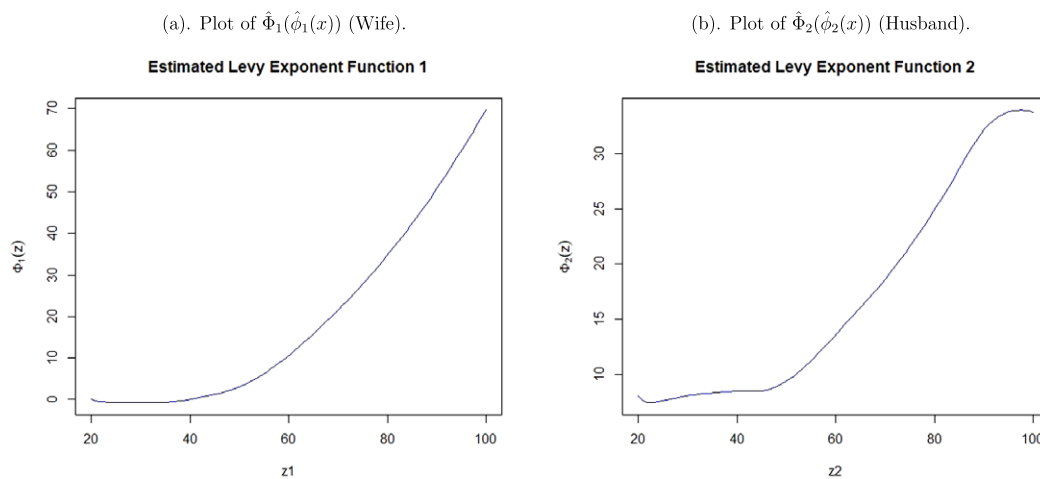 (a). Plot of Φ̂₁(φ̂₁(x)) (Wife).
Estimated Levy Exponent Function 1
70
60
50
40
30
20
10
0
Φ₁(z)
20 40 60 80 100
z1
(b). Plot of Φ̂₂(φ̂₂(x)) (Husband).
Estimated Levy Exponent Function 2
30
25
20
15
10
Φ₂(z)
20 40 60 80 100
z2